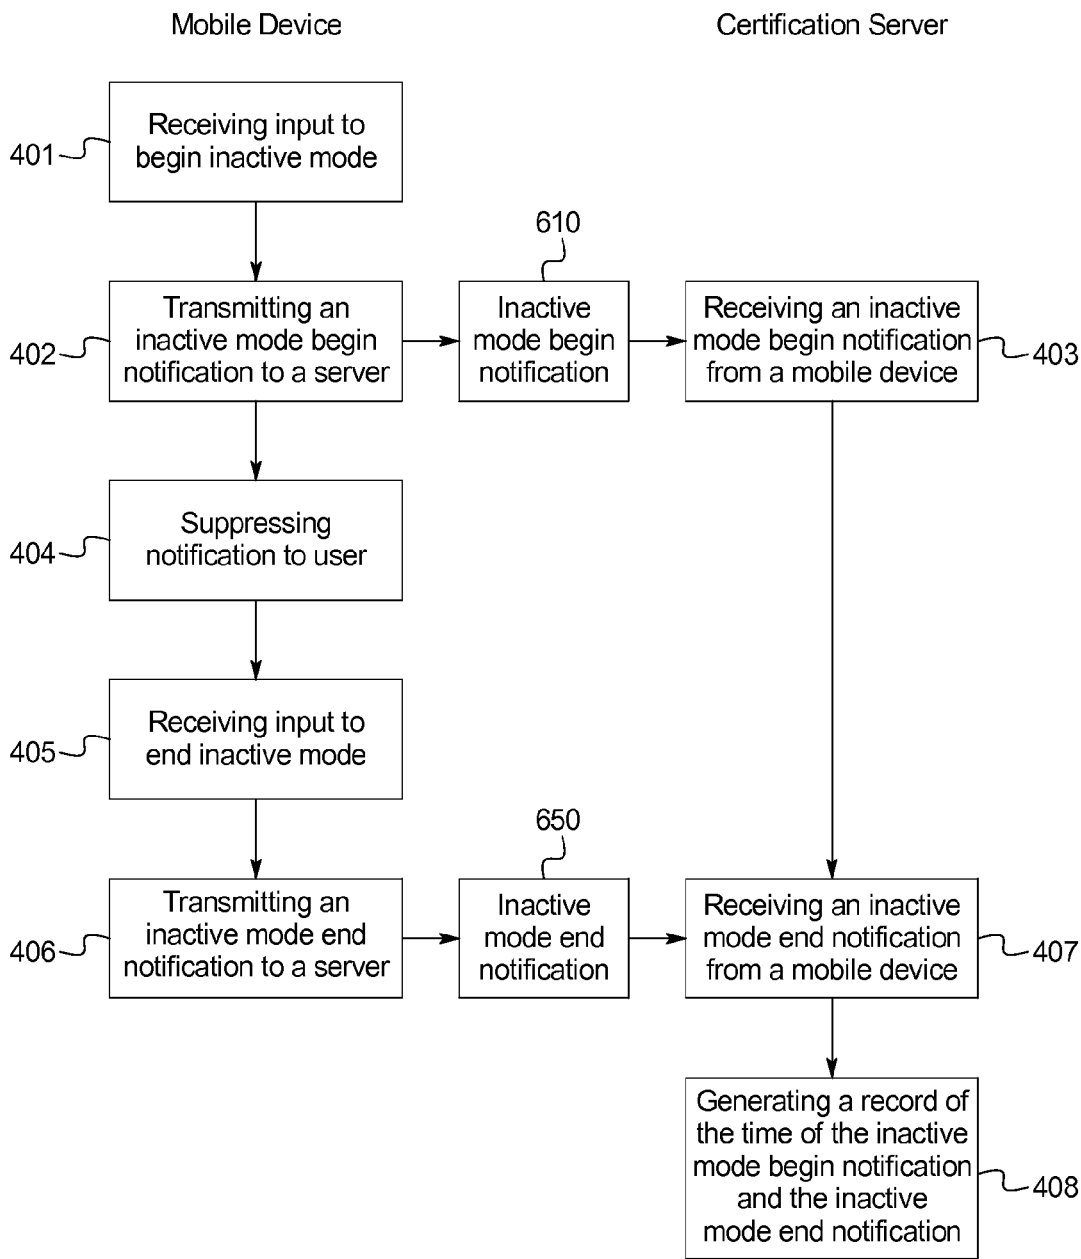 Mobile Device
Certification Server
401
Receiving input to
begin inactive mode
610
402
Transmitting an
inactive mode begin
notification to a server
Inactive
mode begin
notification
Receiving an inactive
mode begin notification
from a mobile device
403
404
Suppressing
notification to user
405
Receiving input to
end inactive mode
650
406
Transmitting an
inactive mode end
notification to a server
Inactive
mode end
notification
Receiving an inactive
mode end notification
from a mobile device
407
Generating a record of
the time of the inactive
mode begin notification
and the inactive
mode end notification
408